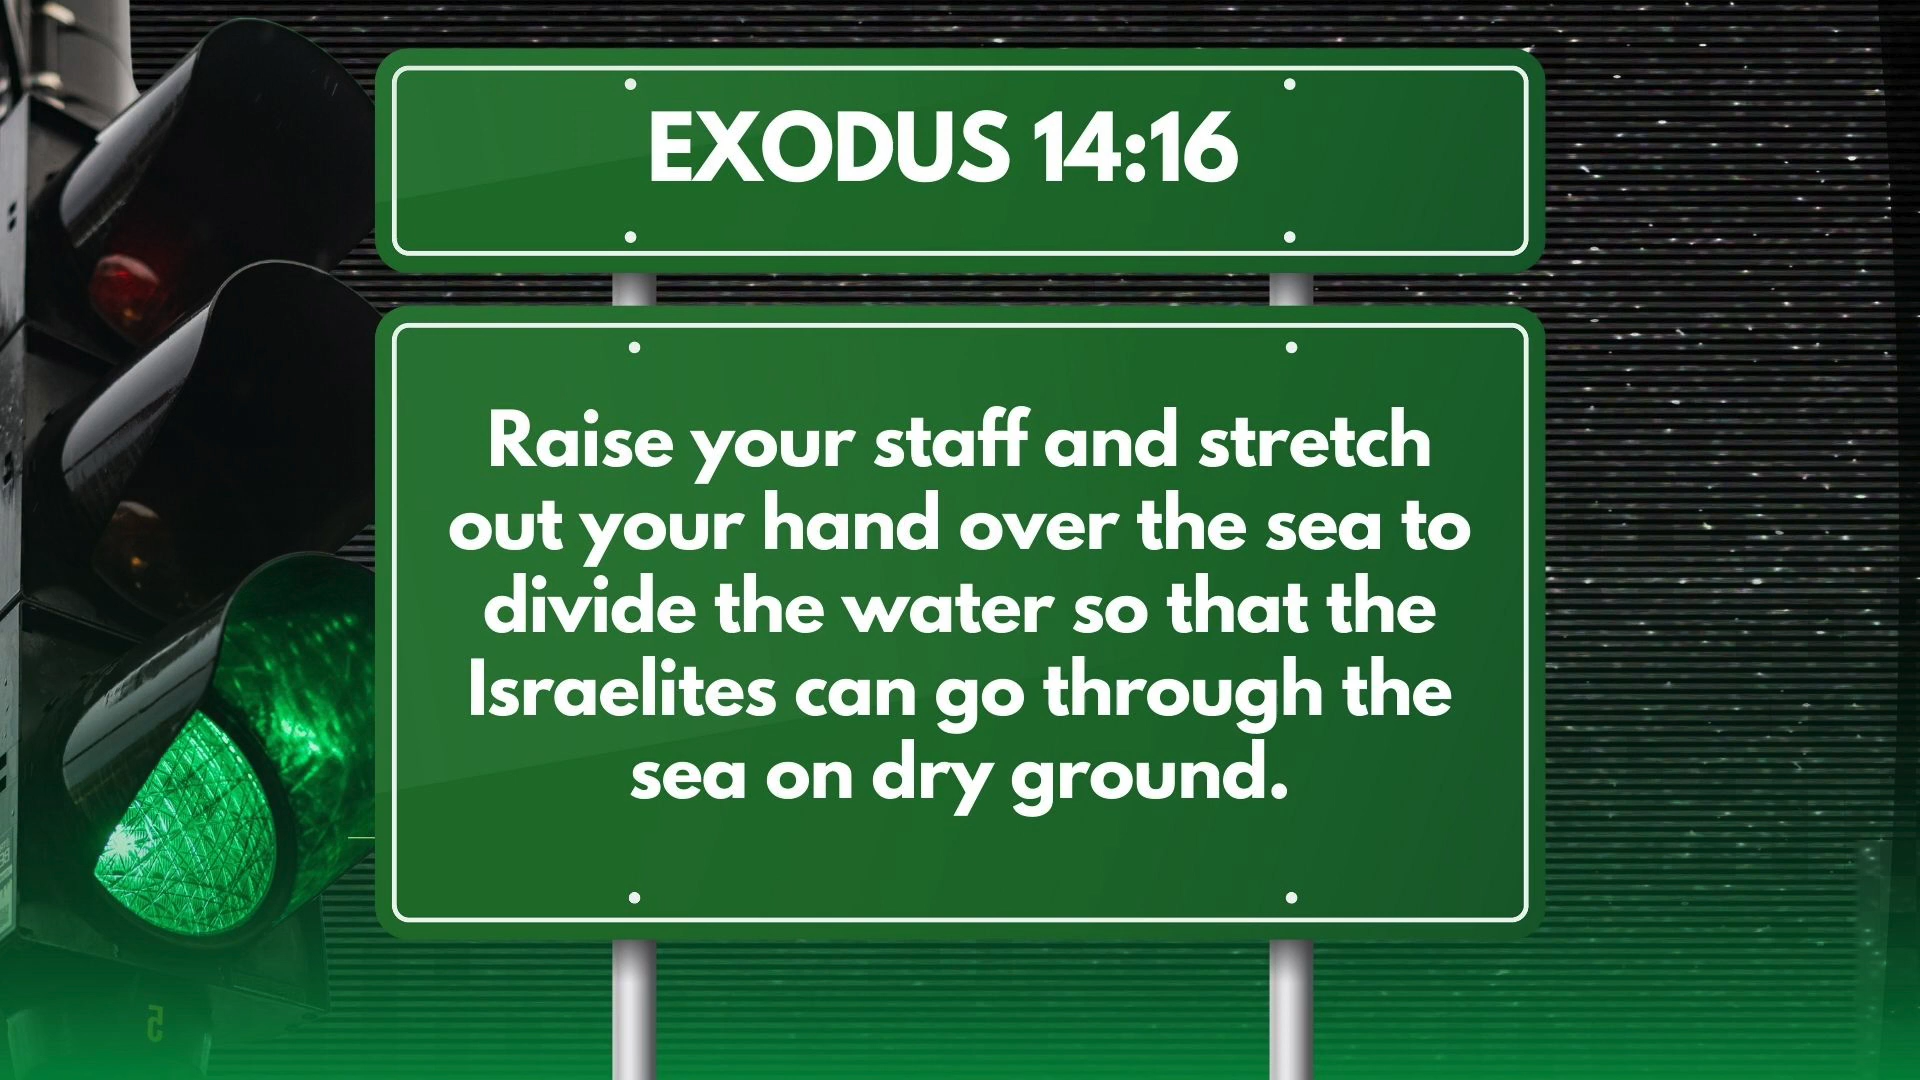 EXODUS 14:16
Raise your staff and stretch
out your hand over the sea to
divide the water so that the
Israelites can go through the
sea on dry ground.
5